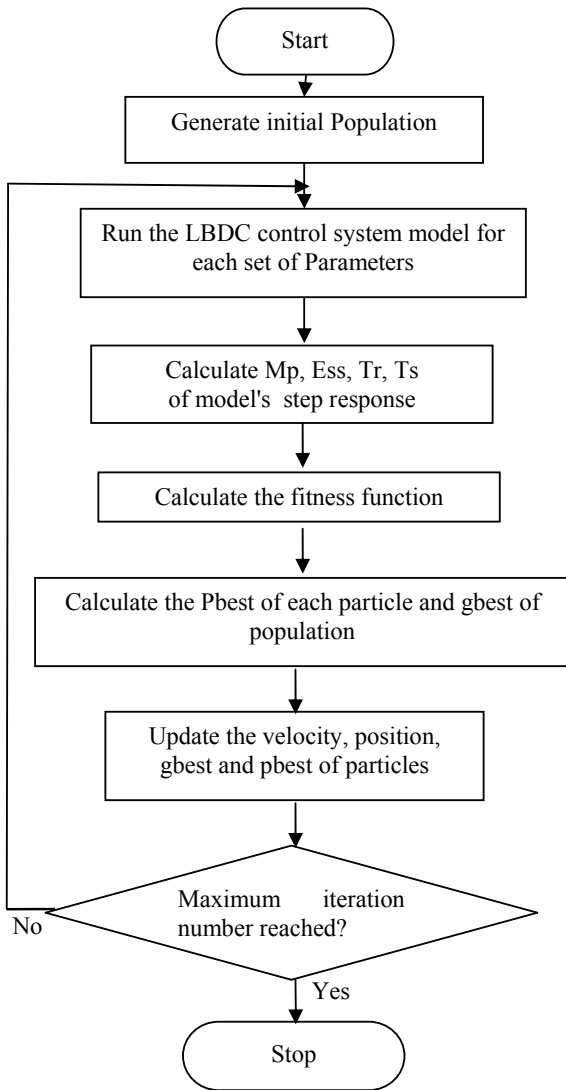 Start
Generate initial Population
Run the LBDC control system model for
each set of Parameters
Calculate Mp, Ess, Tr, Ts
of model's step response
Calculate the fitness function
Calculate the Pbest of each particle and gbest of
population
Update the velocity, position,
gbest and pbest of particles
Maximum iteration
number reached?
No
Yes
Stop